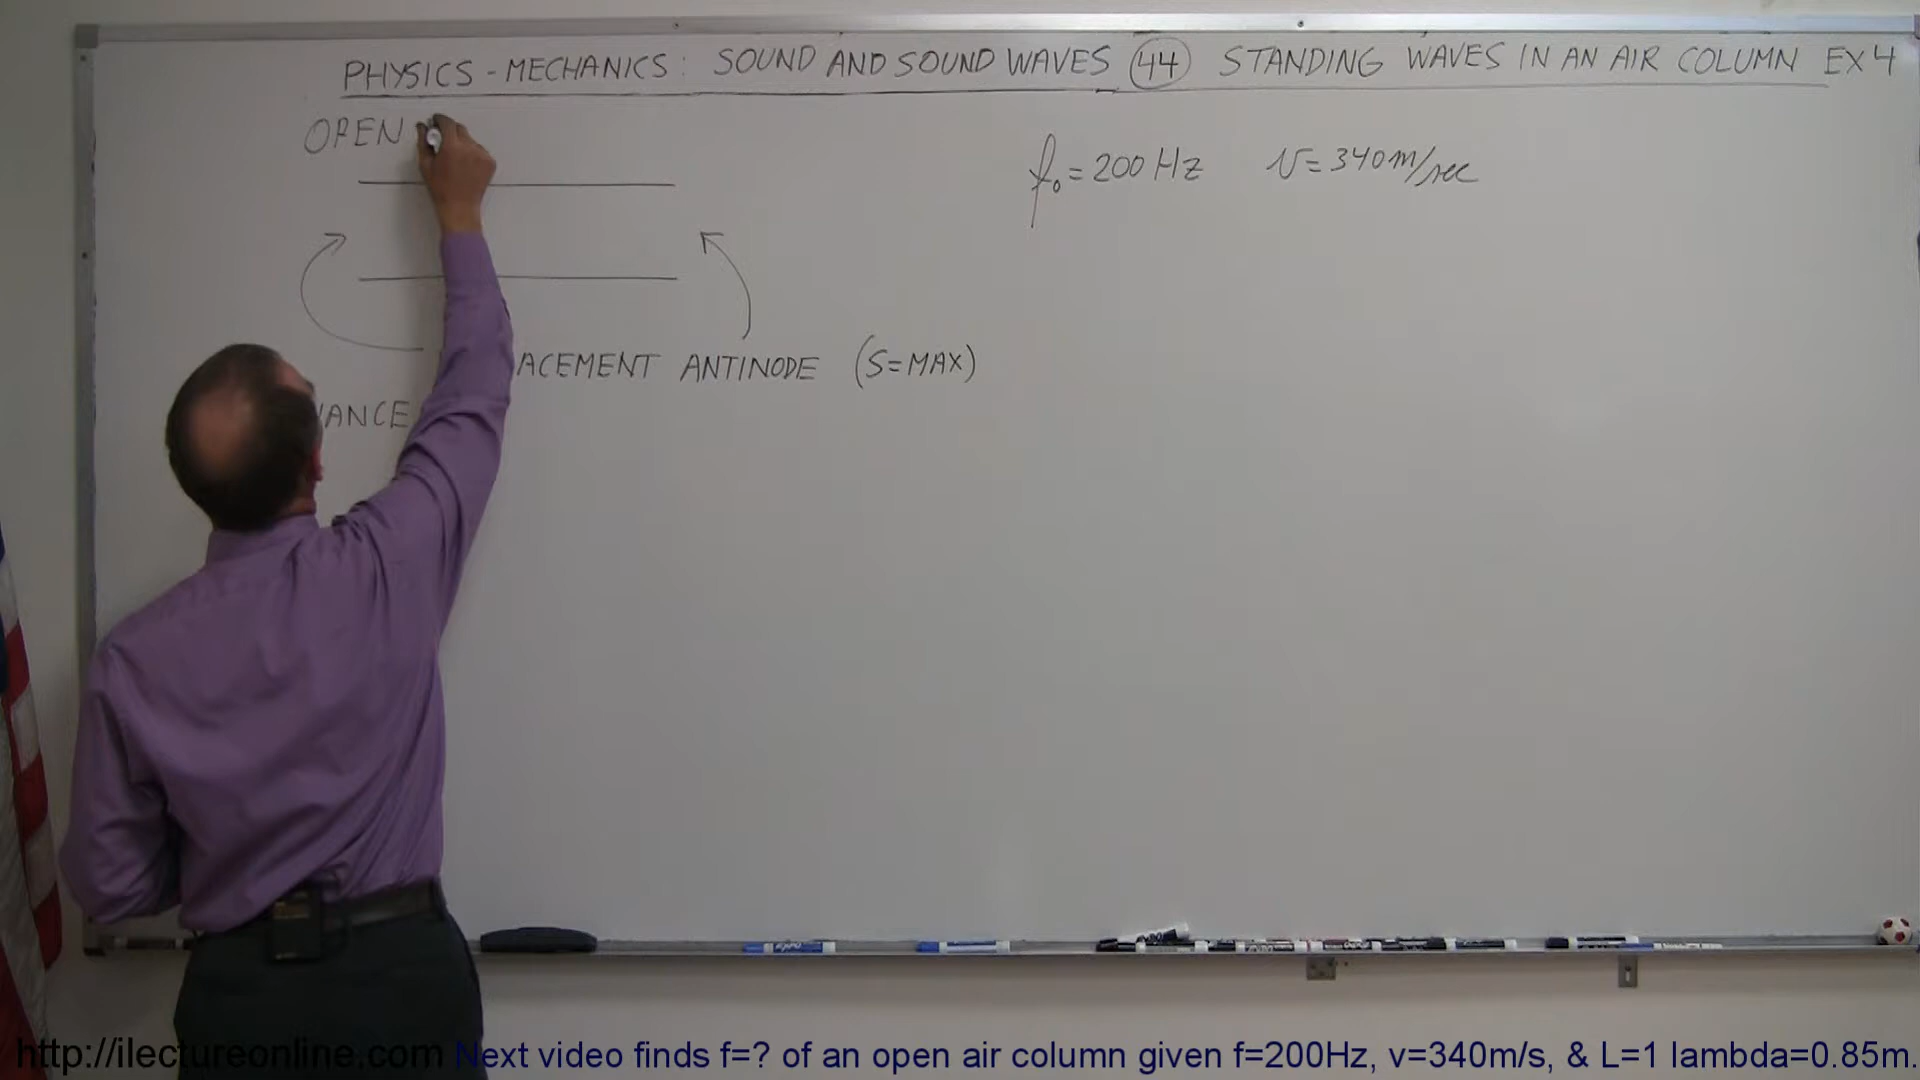 PHYSICS - MECHANICS: SOUND AND SOUND WAVES 44 STANDING WAVES IN AN AIR COLUMN EX 4
OPEN
f₀ = 200 Hz v = 340 m/sec
ACEMENT ANTINODE (S=MAX)
NANCE
http://ilectureonline.com Next video finds f=? of an open air column given f=200Hz, v=340m/s, & L=1 lambda=0.85m.